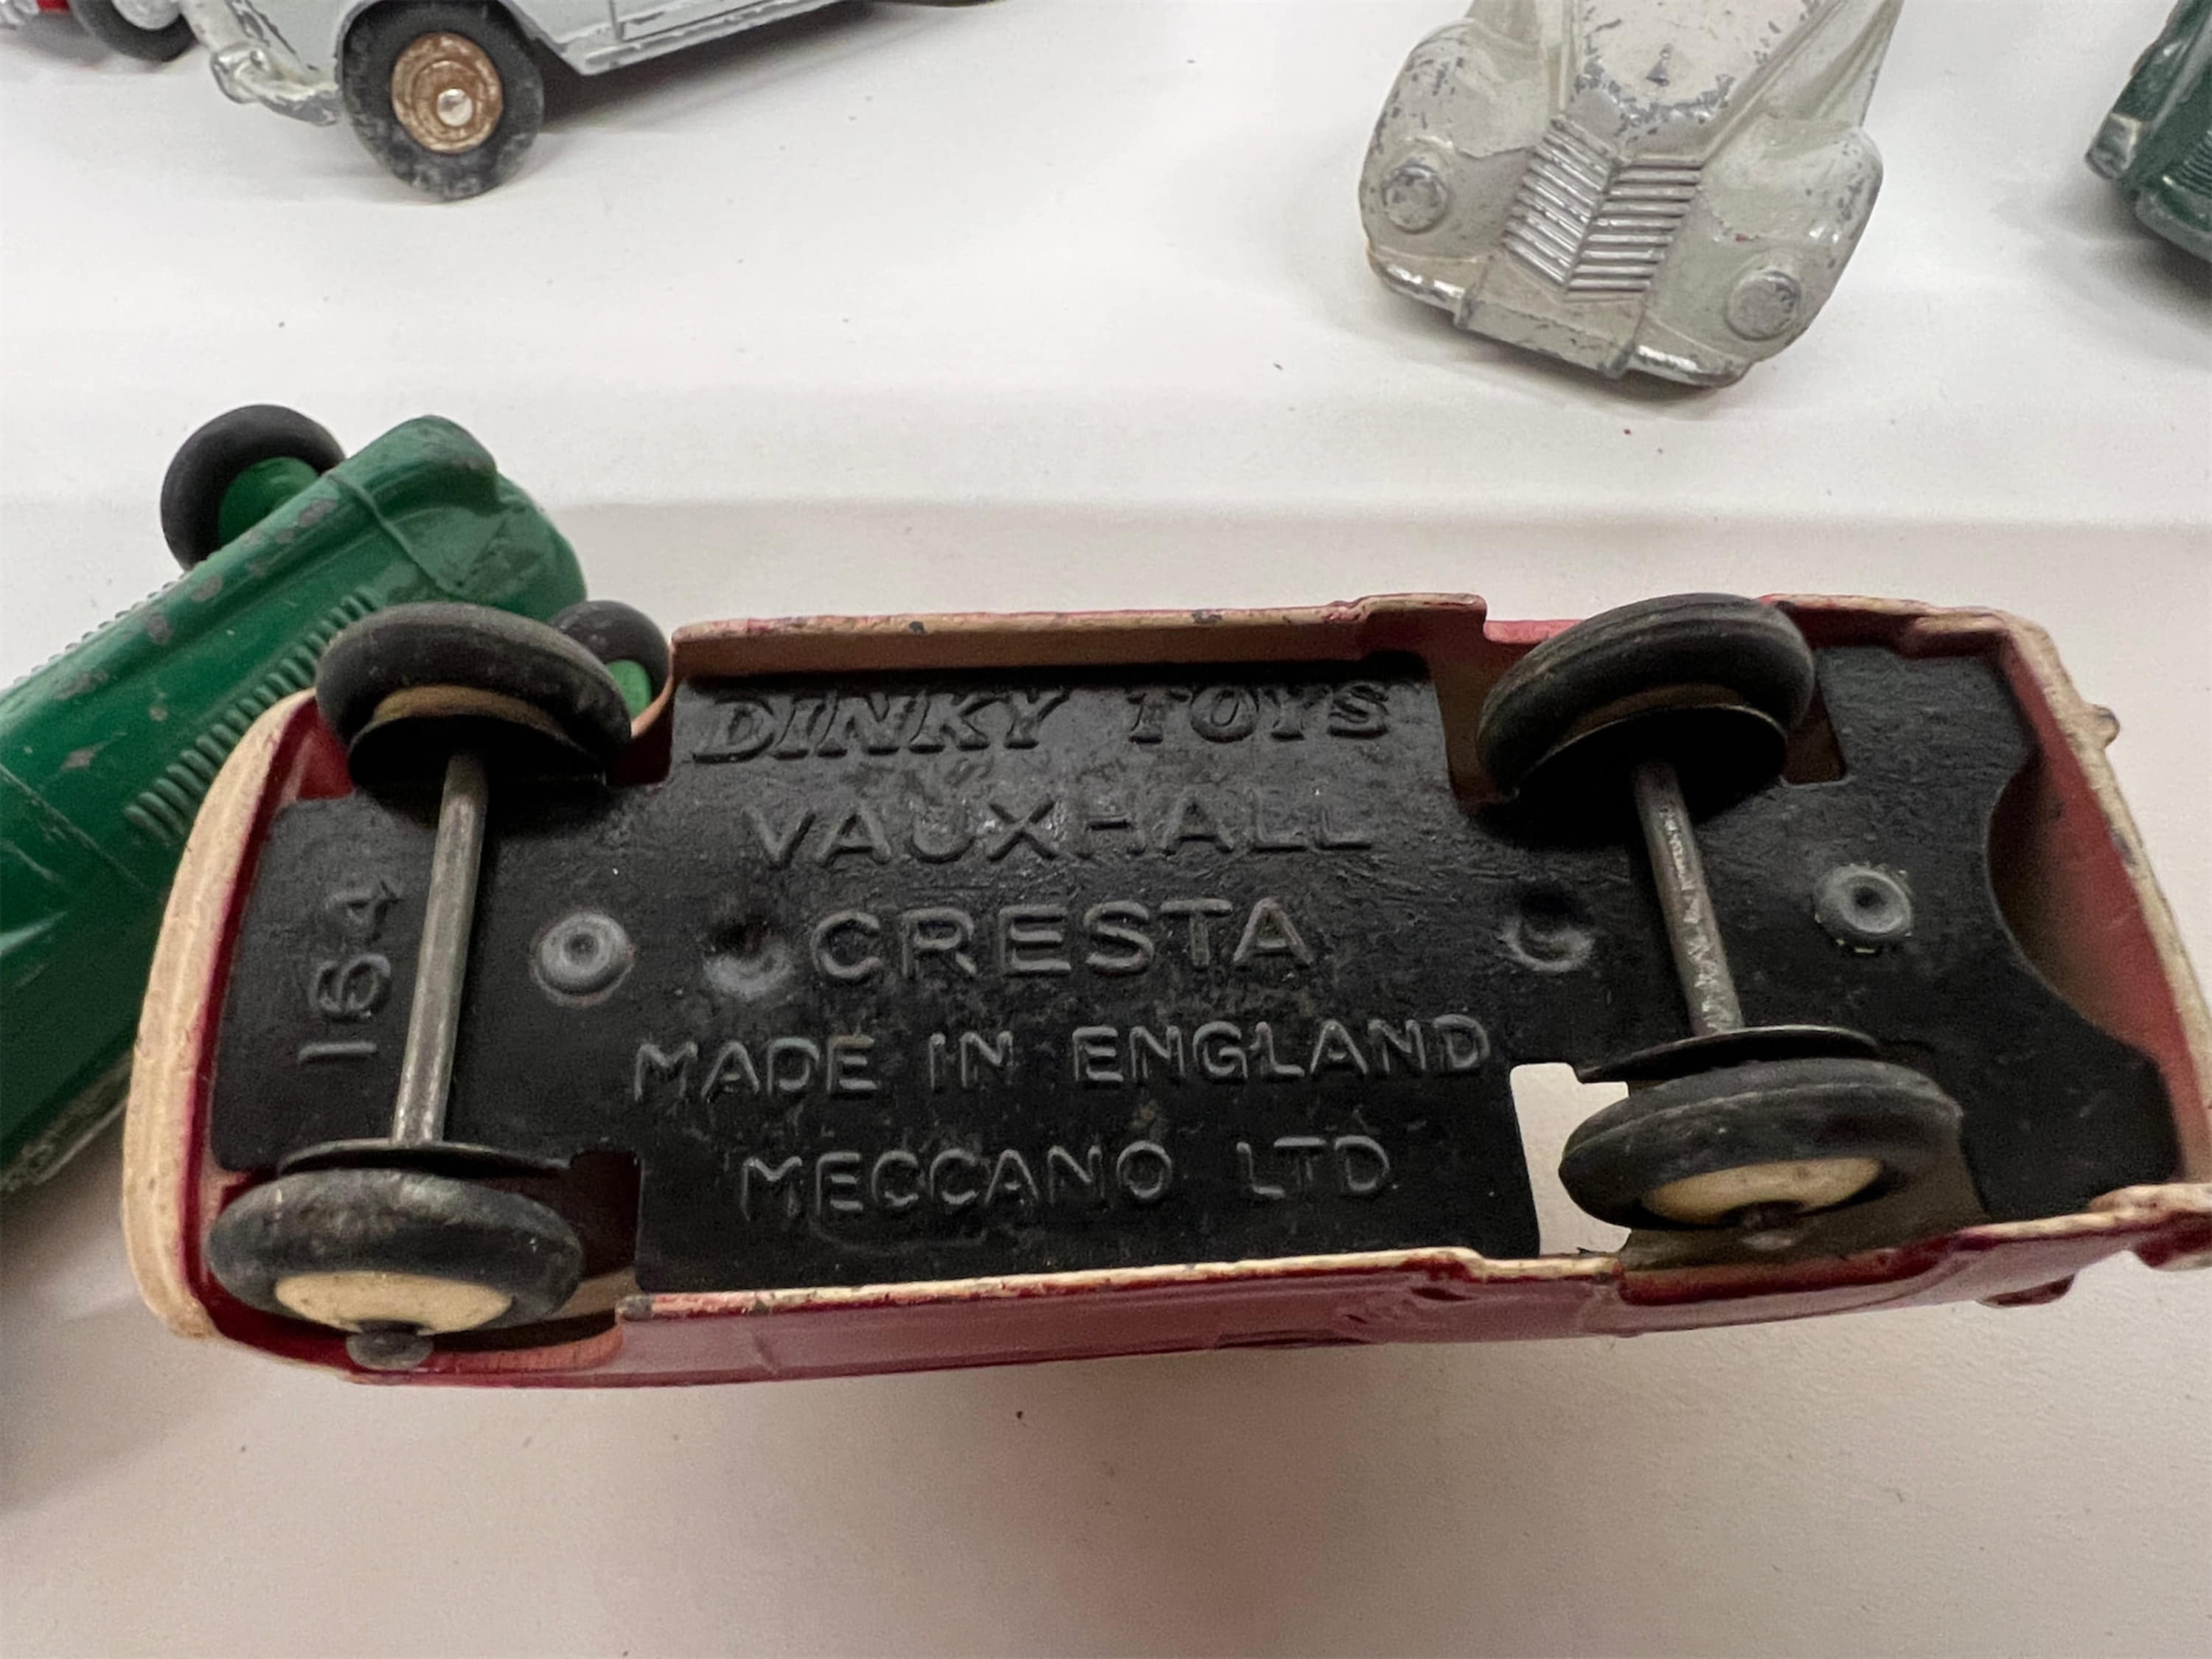 DINKY TOYS
VAUXHALL
CRESTA
MADE IN ENGLAND
MECCANO LTD
164